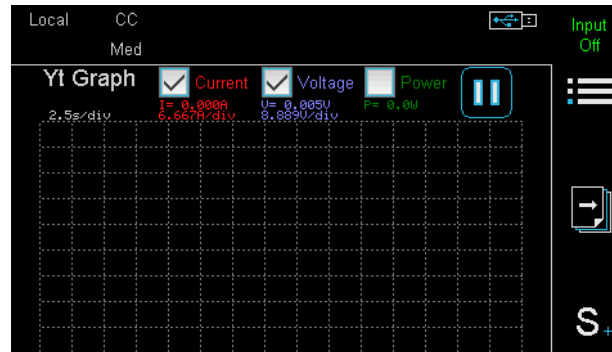 Local CC Input
Med Off
Yt Graph Current Voltage Power
I= 0.000A V= 0.005V P= 0.0W
2.5s/div 6.667A/div 8.889V/div
S+